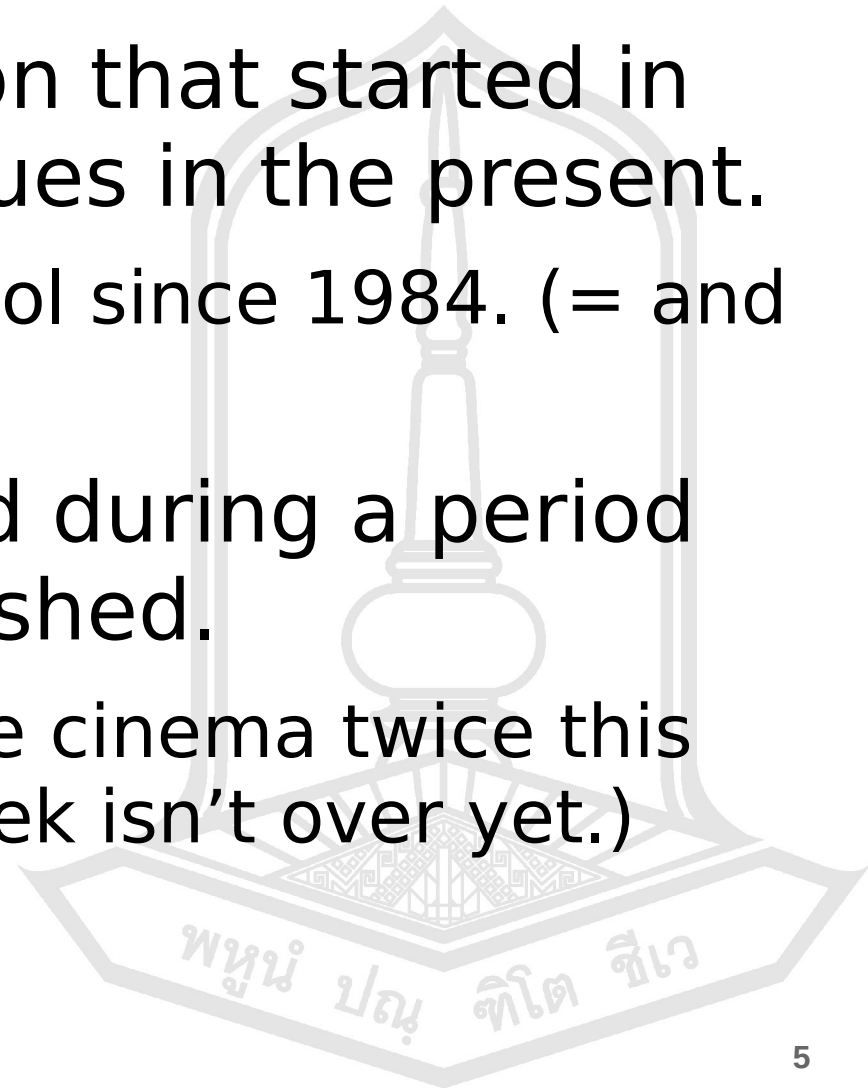 on that started in
ues in the present.
ol since 1984. (= and
d during a period
shed.
e cinema twice this
ek isn’t over yet.)
พหูนํ ปณฺฑิโต ชีเว
5